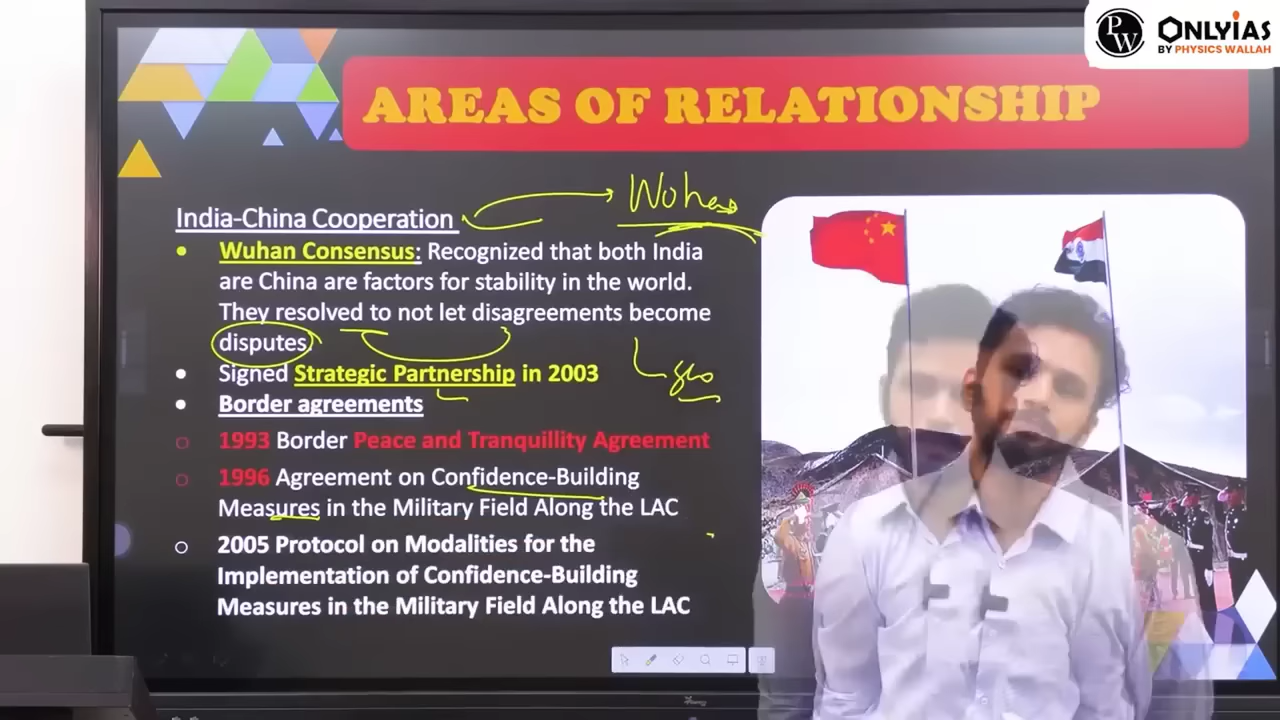 PW
ONLYIAS
BY PHYSICS WALLAH
AREAS OF RELATIONSHIP
India-China Cooperation
• Wuhan Consensus: Recognized that both India
are China are factors for stability in the world.
They resolved to not let disagreements become
disputes.
• Signed Strategic Partnership in 2003
• Border agreements
1993 Border Peace and Tranquillity Agreement
1996 Agreement on Confidence-Building
Measures in the Military Field Along the LAC
2005 Protocol on Modalities for the
Implementation of Confidence-Building
Measures in the Military Field Along the LAC